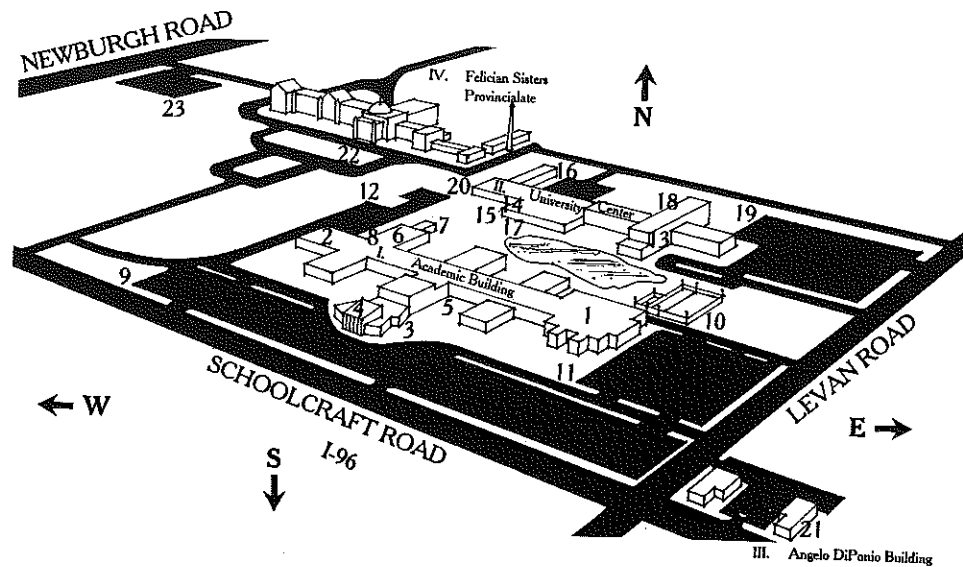 NEWBURGH ROAD
IV. Felician Sisters
Provincialate
N
23
22
16
20
II.
University Center
18
12
14
19
15
17
13
7
2
8
6
I.
Academic Building
9
4
5
1
3
10
11
LEVAN ROAD
SCHOOLCRAFT ROAD
W
E
I-96
S
21
III. Angelo DiPonio Building